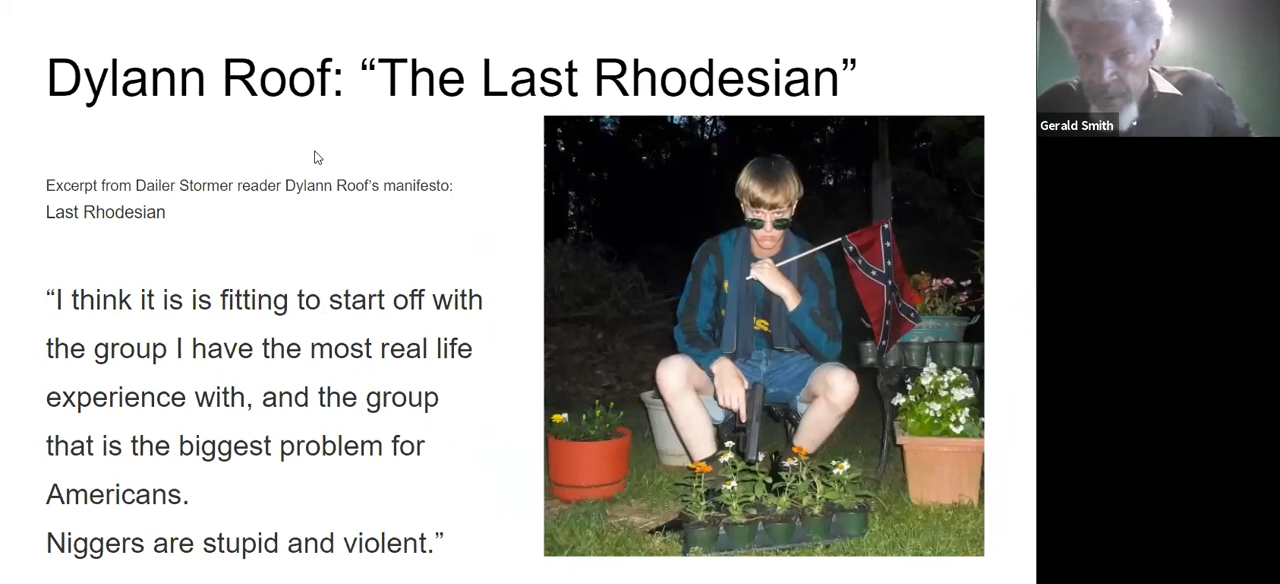 Dylann Roof: “The Last Rhodesian”
Excerpt from Dailer Stormer reader Dylann Roof’s manifesto:
Last Rhodesian
“I think it is is fitting to start off with
the group I have the most real life
experience with, and the group
that is the biggest problem for
Americans.
Niggers are stupid and violent.”
Gerald Smith